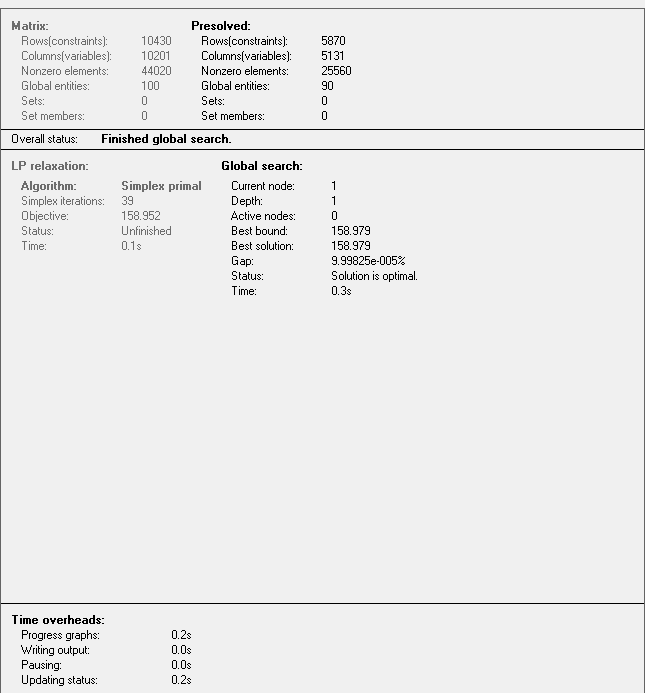 Matrix: Presolved:
Rows(constraints): 10430 Rows(constraints): 5870
Columns(variables): 10201 Columns(variables): 5131
Nonzero elements: 44020 Nonzero elements: 25560
Global entities: 100 Global entities: 90
Sets: 0 Sets: 0
Set members: 0 Set members: 0
Overall status: Finished global search.
LP relaxation: Global search:
Algorithm: Simplex primal Current node: 1
Simplex iterations: 39 Depth: 1
Objective: 158.952 Active nodes: 0
Status: Unfinished Best bound: 158.979
Time: 0.1s Best solution: 158.979
Gap: 9.99825e-005%
Status: Solution is optimal.
Time: 0.3s
Time overheads:
Progress graphs: 0.2s
Writing output: 0.0s
Pausing: 0.0s
Updating status: 0.2s